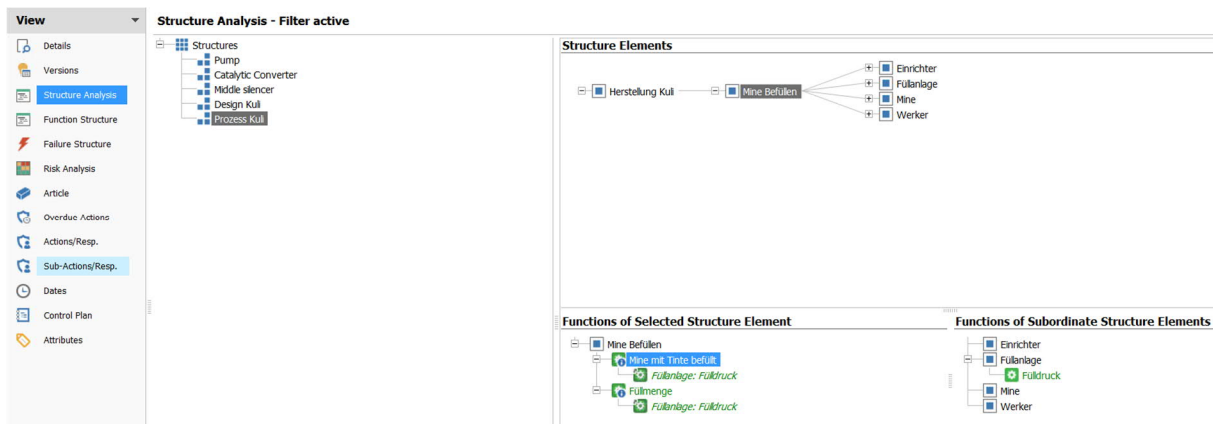 View
Details
Versions
Structure Analysis
Function Structure
Failure Structure
Risk Analysis
Article
Overdue Actions
Actions/Resp.
Sub-Actions/Resp.
Dates
Control Plan
Attributes
Structure Analysis - Filter active
Structures
Pump
Catalytic Converter
Middle silencer
Design Kuli
Prozess Kuli
Structure Elements
Herstellung Kuli
Mine Befüllen
Einrichter
Füllanlage
Mine
Werker
Functions of Selected Structure Element
Mine Befüllen
Mine mit Tinte befüllt
Füllanlage: Fülldruck
Füllmenge
Füllanlage: Fülldruck
Functions of Subordinate Structure Elements
Einrichter
Füllanlage
Fülldruck
Mine
Werker